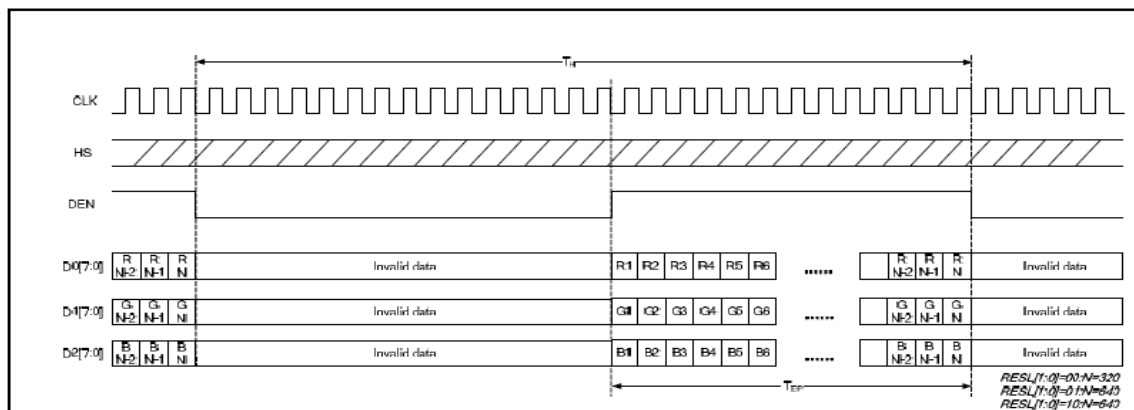 TH
CLK
HS
DEN
D0[7:0] R N-2 R N-1 R N Invalid data R1 R2 R3 R4 R5 R6 ...... R N-2 R N-1 R N Invalid data
D1[7:0] G N-2 G N-1 G N Invalid data G1 G2 G3 G4 G5 G6 ...... G N-2 G N-1 G N Invalid data
D2[7:0] B N-2 B N-1 B N Invalid data B1 B2 B3 B4 B5 B6 ...... B N-2 B N-1 B N Invalid data
TEP
RESL[1:0]=00:N=320
RESL[1:0]=01:N=640
RESL[1:0]=10:N=640